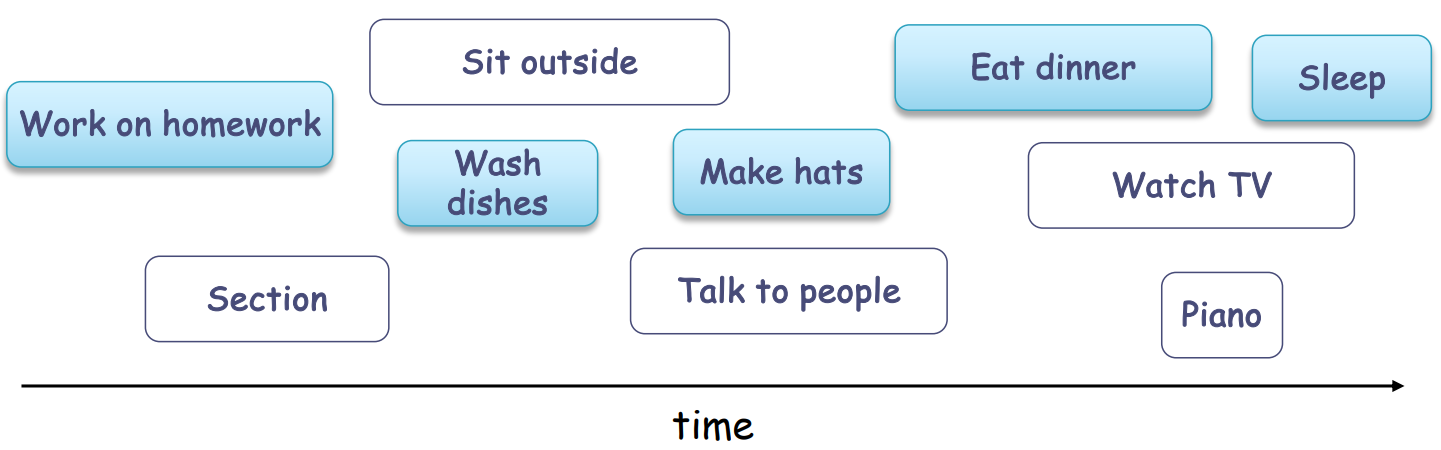 Sit outside
Eat dinner
Sleep
Work on homework
Wash
dishes
Make hats
Watch TV
Section
Talk to people
Piano
time